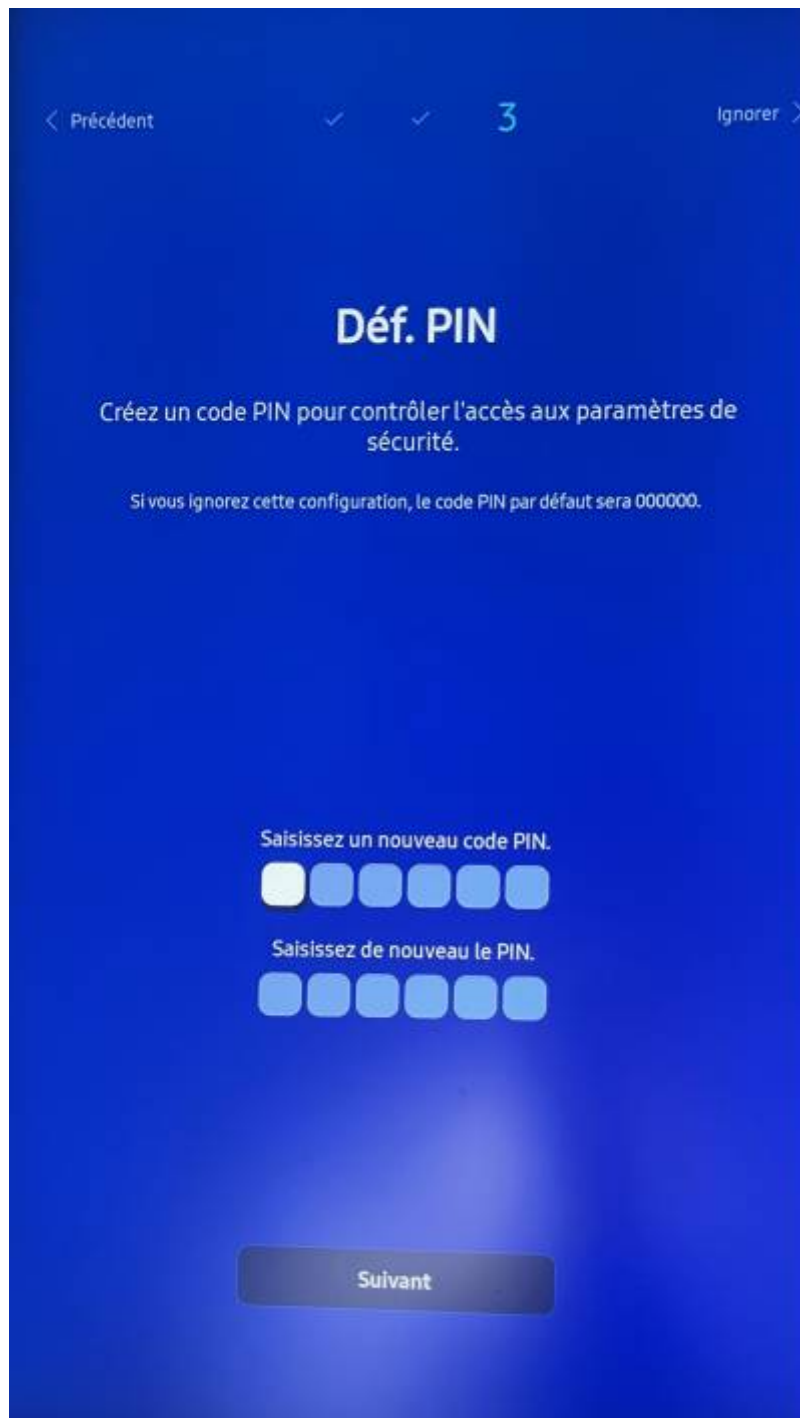 Précédent
3
Ignorer
Déf. PIN
Créez un code PIN pour contrôler l'accès aux paramètres de
sécurité.
Si vous ignorez cette configuration, le code PIN par défaut sera 000000.
Saisissez un nouveau code PIN.
Saisissez de nouveau le PIN.
Suivant